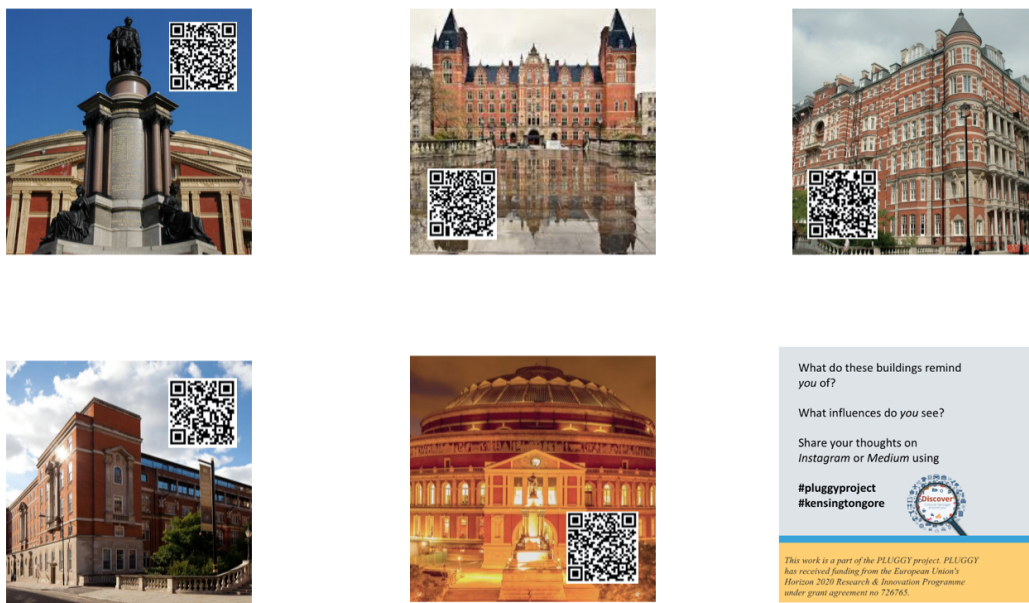 What do these buildings remind
you of?
What influences do you see?
Share your thoughts on
Instagram or Medium using
#pluggyproject
#kensingtongore
Discover
This work is a part of the PLUGGY project. PLUGGY
has received funding from the European Union's
Horizon 2020 Research & Innovation Programme
under grant agreement no 726765.